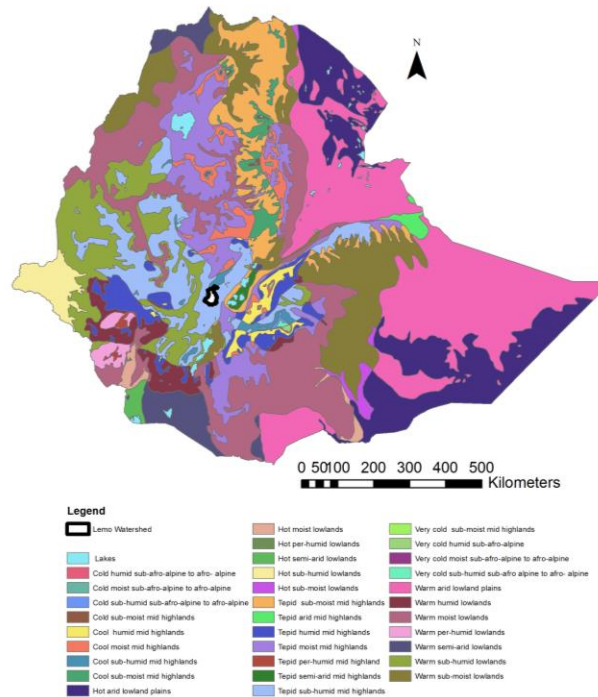 N
0 50100 200 300 400 500
Kilometers
Legend
Lemo Watershed
Lakes
Cold humid sub-afro-alpine to afro- alpine
Cold moist sub-afro-alpine to afro-alpine
Cold sub-humid sub-afro-alpine to afro-alpine
Cold sub-moist mid highlands
Cool humid mid highlands
Cool moist mid highlands
Cool sub-humid mid highlands
Cool sub-moist mid highlands
Hot arid lowland plains
Hot moist lowlands
Hot per-humid lowlands
Hot semi-arid lowlands
Hot sub-humid lowlands
Hot sub-moist lowlands
Tepid sub-moist mid highlands
Tepid arid mid highlands
Tepid humid mid highlands
Tepid moist mid highlands
Tepid per-humid mid highland
Tepid semi-arid mid highlands
Tepid sub-humid mid highlands
Very cold sub-moist mid highlands
Very cold humid sub-afro-alpine
Very cold moist sub-afro-alpine to afro-alpine
Very cold sub-humid sub-afro alpine to afro- alpine
Warm arid lowland plains
Warm humid lowlands
Warm moist lowlands
Warm per-humid lowlands
Warm semi-arid lowlands
Warm sub-humid lowlands
Warm sub-moist lowlands